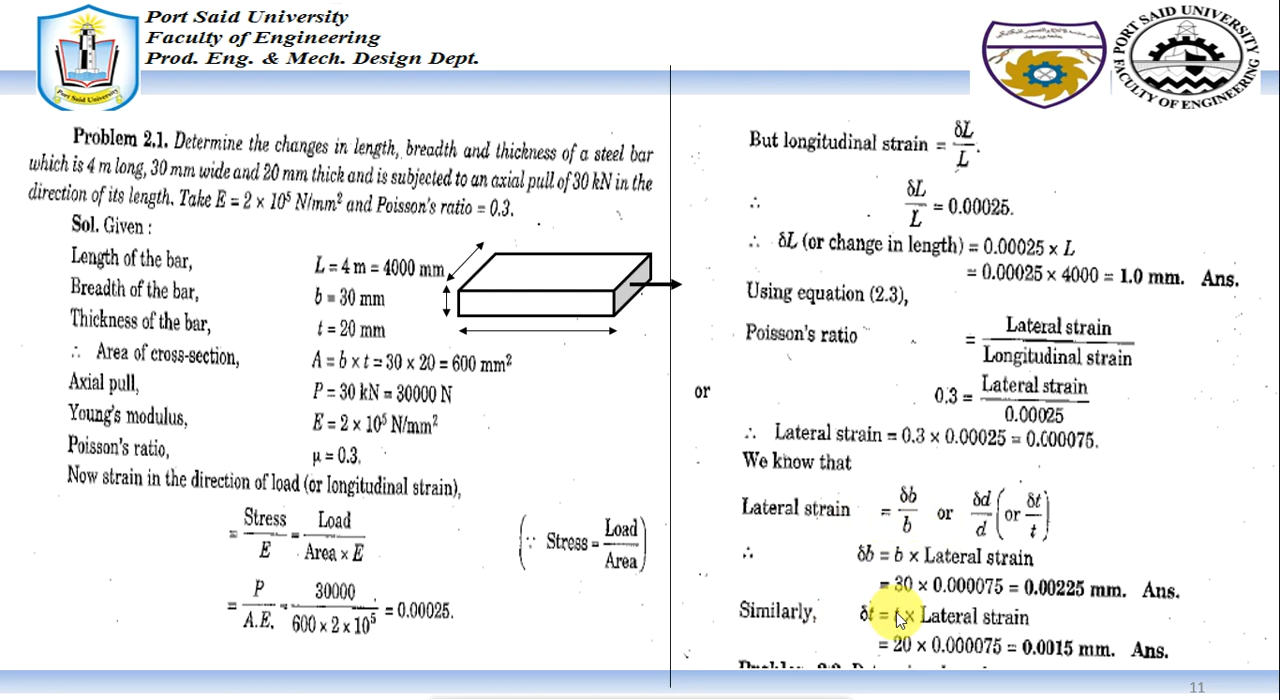 Port Said University
Faculty of Engineering
Prod. Eng. & Mech. Design Dept.
Port Said University
PORT SAID UNIVERSITY
FACULTY OF ENGINEERING
Problem 2.1. Determine the changes in length, breadth and thickness of a steel bar
which is 4 m long, 30 mm wide and 20 mm thick and is subjected to an axial pull of 30 kN in the
direction of its length. Take E = 2 × 10⁵ N/mm² and Poisson's ratio = 0.3.
Sol. Given :
Length of the bar, L = 4 m = 4000 mm
Breadth of the bar, b = 30 mm
Thickness of the bar, t = 20 mm
∴ Area of cross-section, A = b × t = 30 × 20 = 600 mm²
Axial pull, P = 30 kN = 30000 N
Young's modulus, E = 2 × 10⁵ N/mm²
Poisson's ratio, μ = 0.3.
Now strain in the direction of load (or longitudinal strain),
= Stress/E = Load/(Area × E) (∵ Stress = Load/Area)
= P/A.E. = 30000/(600 × 2 × 10⁵) = 0.00025.
But longitudinal strain = δL/L.
∴ δL/L = 0.00025.
∴ δL (or change in length) = 0.00025 × L
= 0.00025 × 4000 = 1.0 mm. Ans.
Using equation (2.3),
Poisson's ratio = Lateral strain/Longitudinal strain
or 0.3 = Lateral strain/0.00025
∴ Lateral strain = 0.3 × 0.00025 = 0.000075.
We know that
Lateral strain = δb/b or δd/d (or δt/t)
∴ δb = b × Lateral strain
= 30 × 0.000075 = 0.00225 mm. Ans.
Similarly, δt = t × Lateral strain
= 20 × 0.000075 = 0.0015 mm. Ans.
11